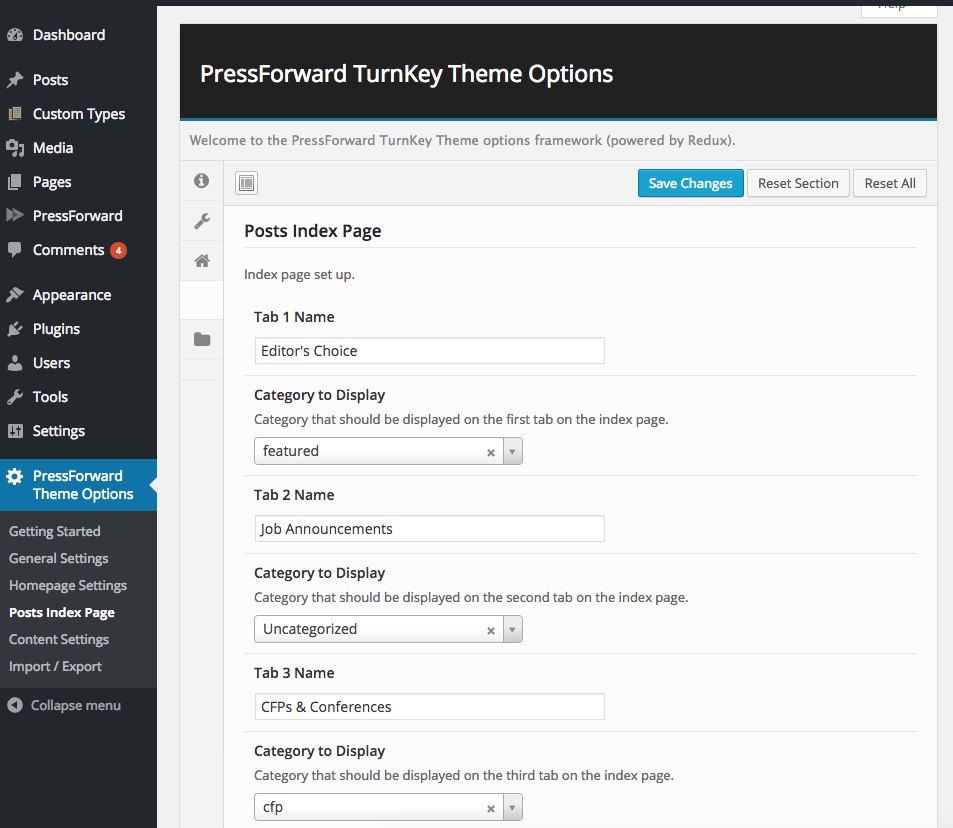 Help
Dashboard
Posts
Custom Types
Media
Pages
PressForward
Comments 4
Appearance
Plugins
Users
Tools
Settings
PressForward
Theme Options
Getting Started
General Settings
Homepage Settings
Posts Index Page
Content Settings
Import / Export
Collapse menu
PressForward TurnKey Theme Options
Welcome to the PressForward TurnKey Theme options framework (powered by Redux).
Save Changes Reset Section Reset All
Posts Index Page
Index page set up.
Tab 1 Name
Editor's Choice
Category to Display
Category that should be displayed on the first tab on the index page.
featured
Tab 2 Name
Job Announcements
Category to Display
Category that should be displayed on the second tab on the index page.
Uncategorized
Tab 3 Name
CFPs & Conferences
Category to Display
Category that should be displayed on the third tab on the index page.
cfp